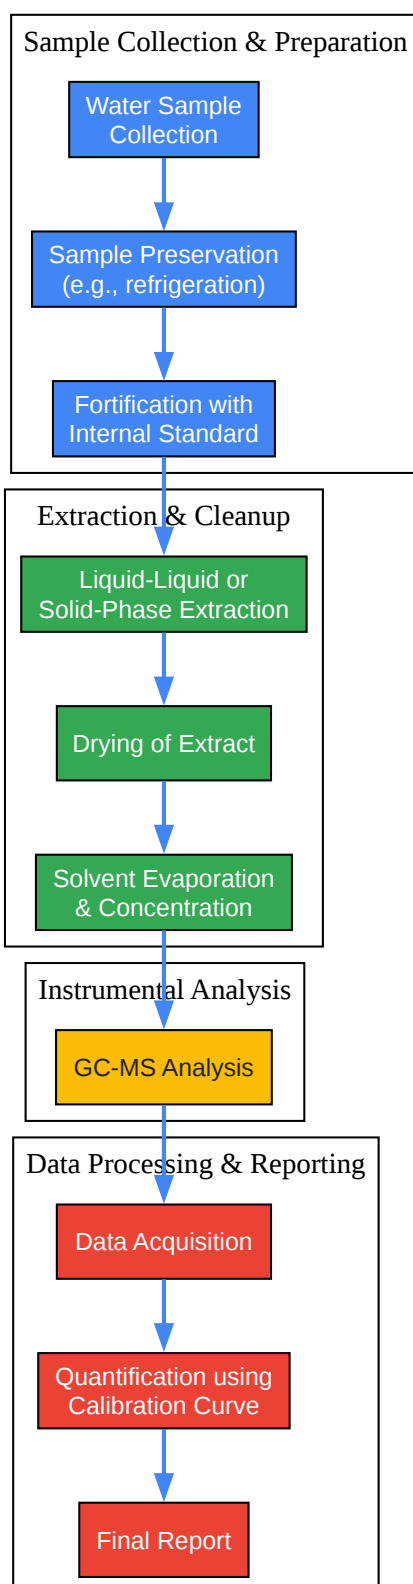 Sample Collection & Preparation
Water Sample
Collection
Sample Preservation
(e.g., refrigeration)
Fortification with
Internal Standard
Extraction & Cleanup
Liquid-Liquid or
Solid-Phase Extraction
Drying of Extract
Solvent Evaporation
& Concentration
Instrumental Analysis
GC-MS Analysis
Data Processing & Reporting
Data Acquisition
Quantification using
Calibration Curve
Final Report